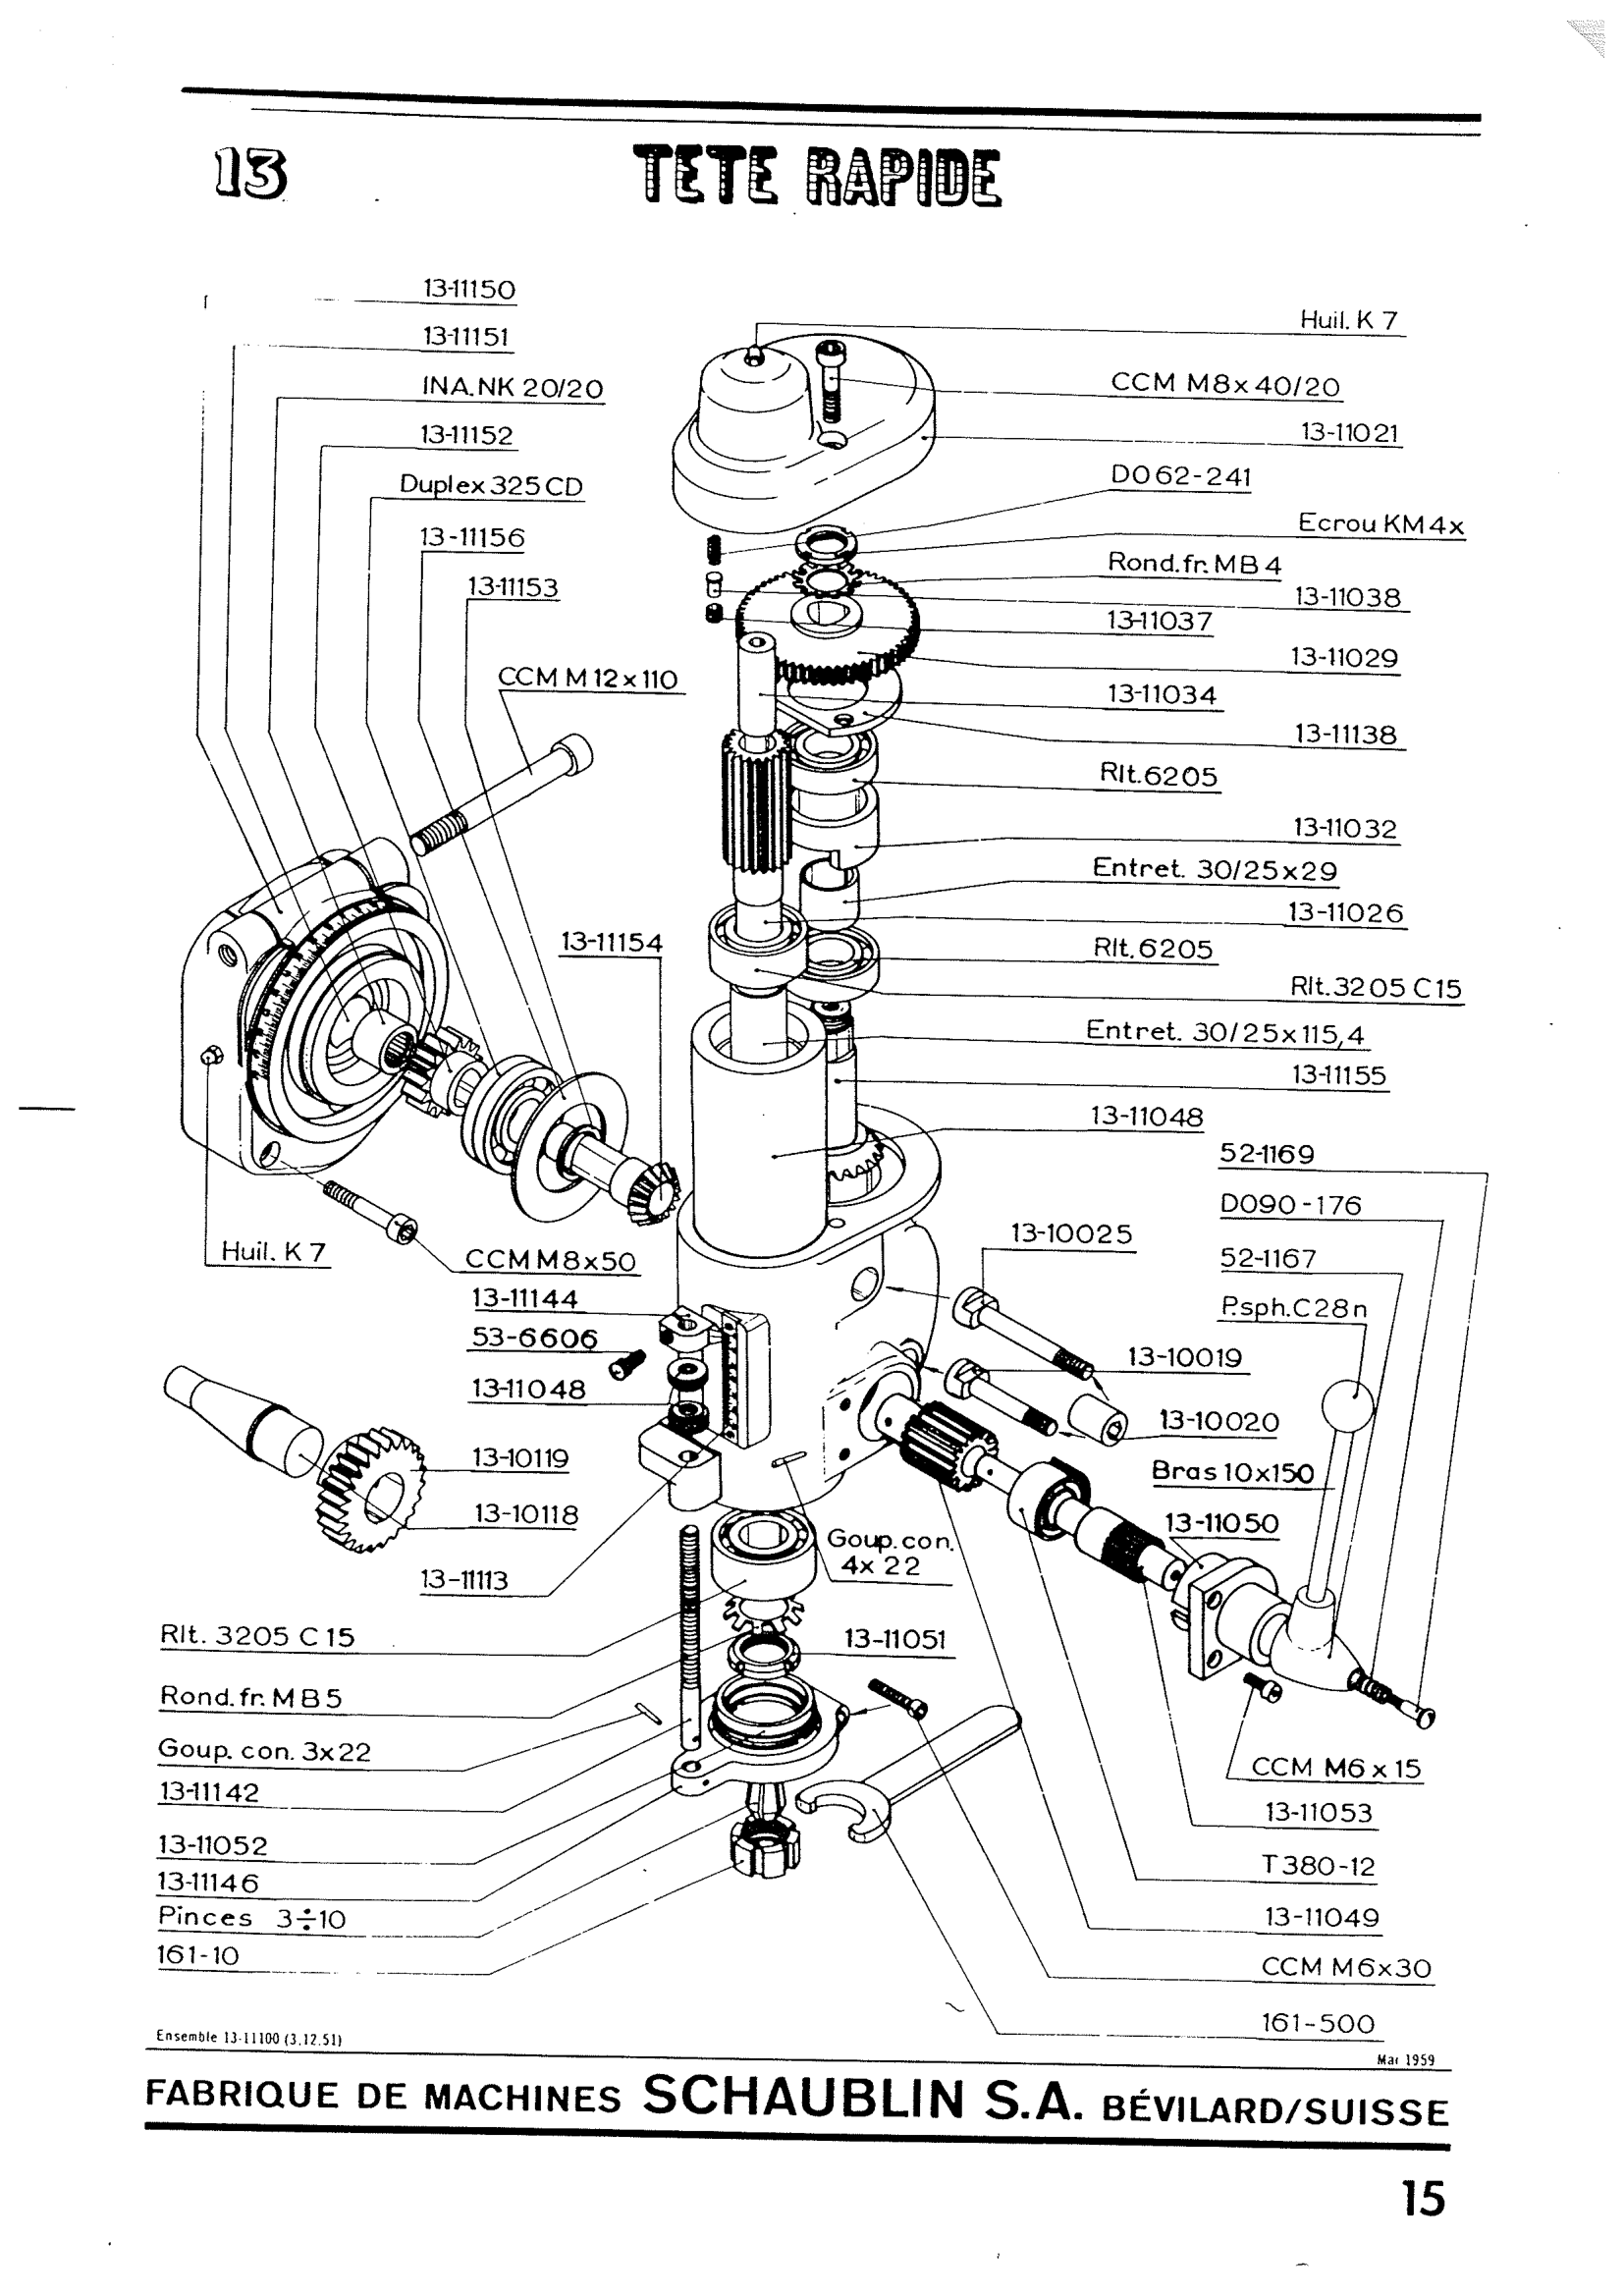 13
TETE RAPIDE
13-11150
13-11151
INA.NK 20/20
13-11152
Duplex 325 CD
13-11156
13-11153
CCM M 12 x 110
13-11154
Huil. K 7
CCM M8x50
13-11144
53-6606
13-11048
13-10119
13-10118
13-11113
Rlt. 3205 C 15
Rond. fr. M B 5
Goup. con. 3x22
13-11142
13-11052
13-11146
Pinces 3÷10
161-10
Huil. K 7
CCM M8x40/20
13-11021
D062-241
Ecrou KM4x
Rond. fr. MB 4
13-11038
13-11037
13-11029
13-11034
13-11138
Rlt. 6205
13-11032
Entret. 30/25x29
13-11026
Rlt. 6205
Rlt. 3205 C15
Entret. 30/25x115,4
13-11155
13-11048
52-1169
D090-176
13-10025
52-1167
P.sph. C28n
13-10019
13-10020
Bras 10x150
13-11050
Goup. con.
4x 22
13-11051
CCM M6 x 15
13-11053
T 380-12
13-11049
CCM M6x30
161-500
Ensemble 13-11100 (3.12.51)
Mai 1959
FABRIQUE DE MACHINES SCHAUBLIN S.A. BÉVILARD/SUISSE
15